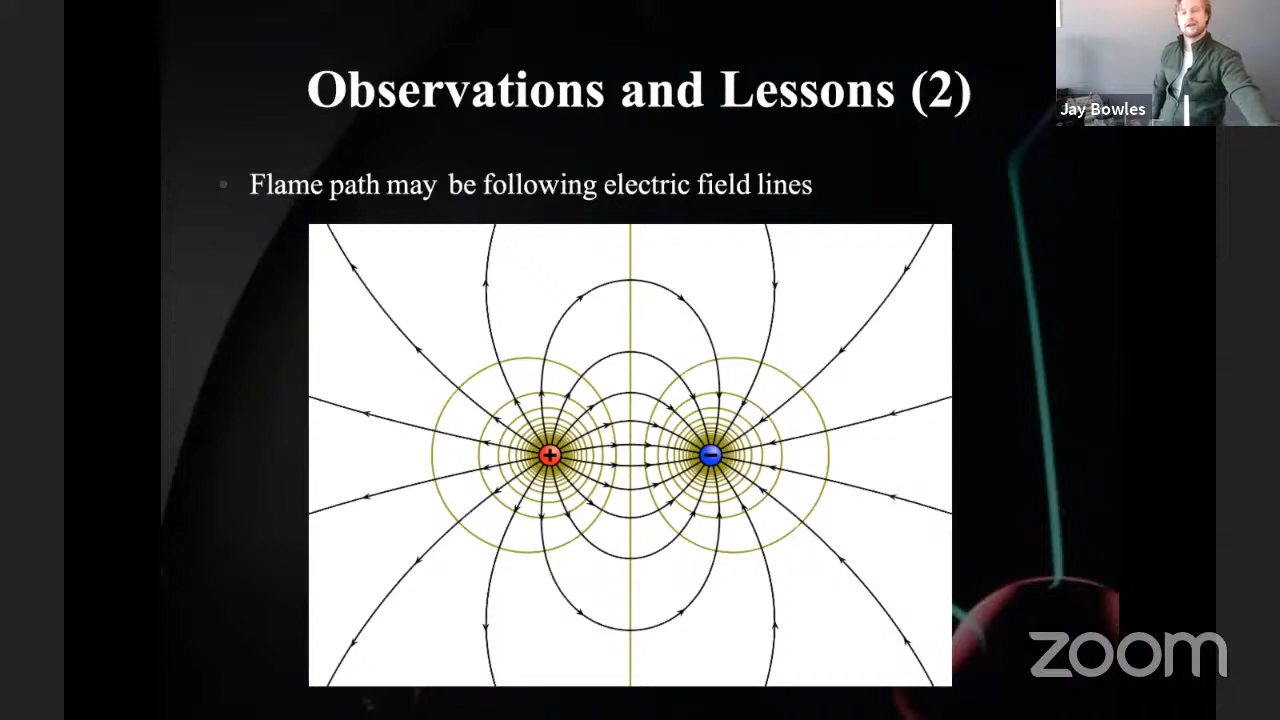 Observations and Lessons (2)
Jay Bowles
Flame path may be following electric field lines
+
−
zoom